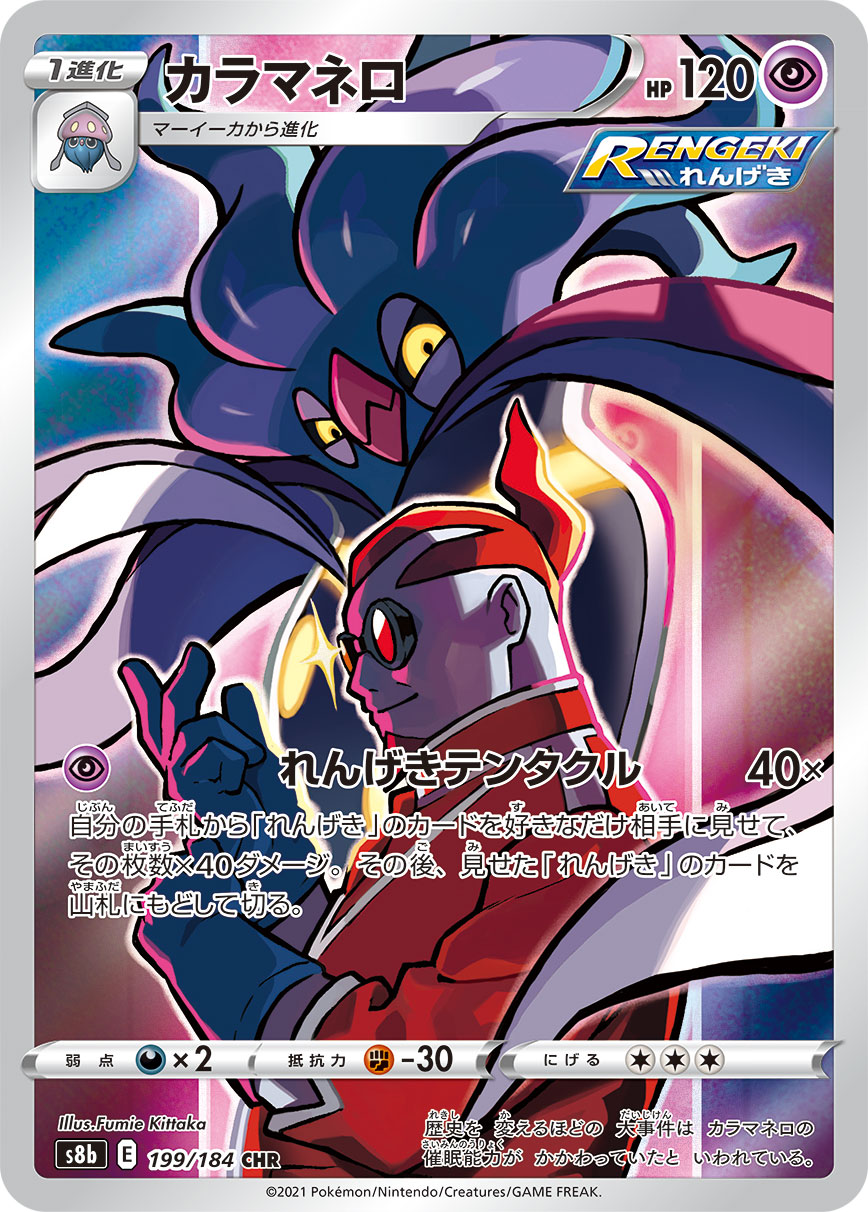 1進化
カラマネロ
HP 120
マーイーカから進化
RENGEKI
れんげき
れんげきテンタクル 40×
自分の手札から「れんげき」のカードを好きなだけ相手に見せて、
その枚数×40ダメージ。その後、見せた「れんげき」のカードを
山札にもどして切る。
弱点 ×2 抵抗力 -30 にげる
Illus.Fumie Kittaka
s8b E 199/184 CHR
歴史を 変えるほどの 大事件は カラマネロの
催眠能力が かかわっていたと いわれている。
©2021 Pokémon/Nintendo/Creatures/GAME FREAK.